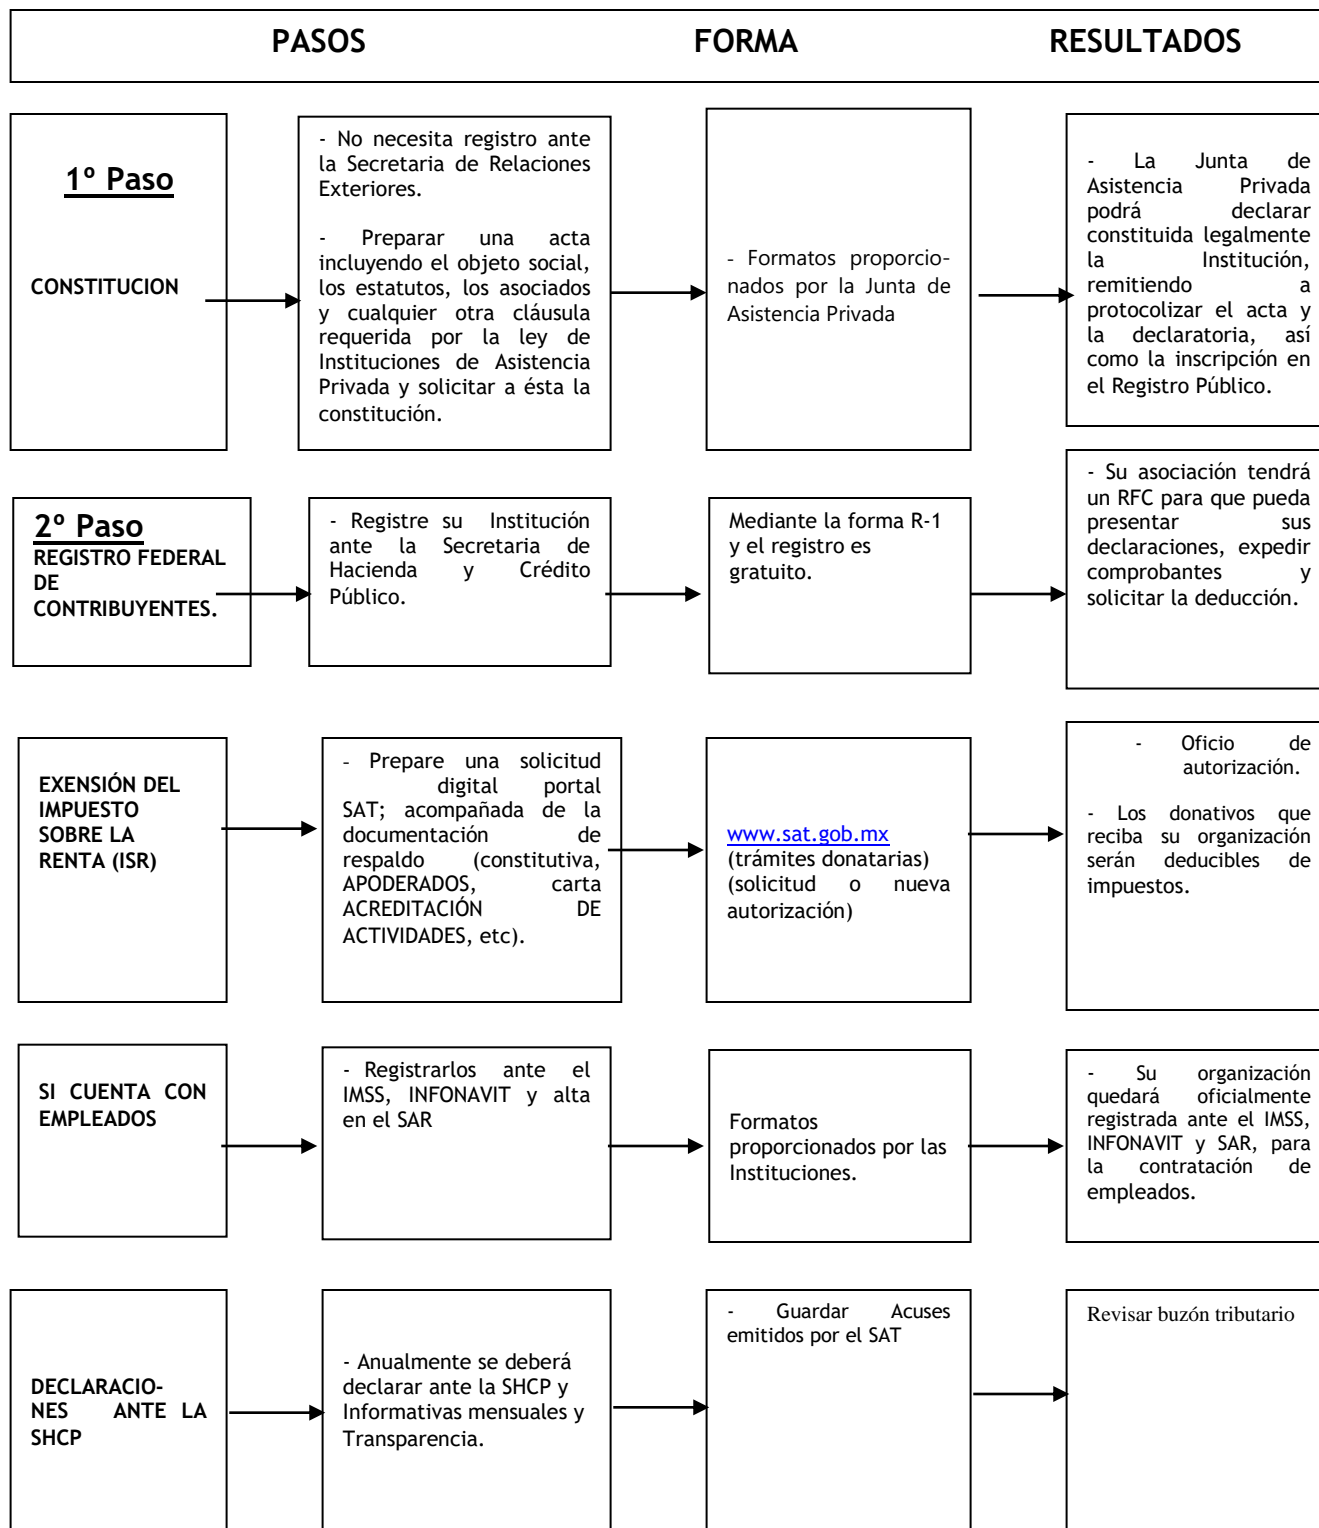 PASOS FORMA RESULTADOS
1º Paso
CONSTITUCION
- No necesita registro ante
la Secretaria de Relaciones
Exteriores.
- Preparar una acta
incluyendo el objeto social,
los estatutos, los asociados
y cualquier otra cláusula
requerida por la ley de
Instituciones de Asistencia
Privada y solicitar a ésta la
constitución.
- Formatos proporcio-
nados por la Junta de
Asistencia Privada
- La Junta de
Asistencia Privada
podrá declarar
constituida legalmente
la Institución,
remitiendo a
protocolizar el acta y
la declaratoria, así
como la inscripción en
el Registro Público.
2º Paso
REGISTRO FEDERAL
DE
CONTRIBUYENTES.
- Registre su Institución
ante la Secretaria de
Hacienda y Crédito
Público.
Mediante la forma R-1
y el registro es
gratuito.
- Su asociación tendrá
un RFC para que pueda
presentar sus
declaraciones, expedir
comprobantes y
solicitar la deducción.
EXENSIÓN DEL
IMPUESTO
SOBRE LA
RENTA (ISR)
- Prepare una solicitud
digital portal
SAT; acompañada de la
documentación de
respaldo (constitutiva,
APODERADOS, carta
ACREDITACIÓN DE
ACTIVIDADES, etc).
www.sat.gob.mx
(trámites donatarias)
(solicitud o nueva
autorización)
- Oficio de
autorización.
- Los donativos que
reciba su organización
serán deducibles de
impuestos.
SI CUENTA CON
EMPLEADOS
- Registrarlos ante el
IMSS, INFONAVIT y alta
en el SAR
Formatos
proporcionados por las
Instituciones.
- Su organización
quedará oficialmente
registrada ante el IMSS,
INFONAVIT y SAR, para
la contratación de
empleados.
DECLARACIO-
NES ANTE LA
SHCP
- Anualmente se deberá
declarar ante la SHCP y
Informativas mensuales y
Transparencia.
- Guardar Acuses
emitidos por el SAT
Revisar buzón tributario